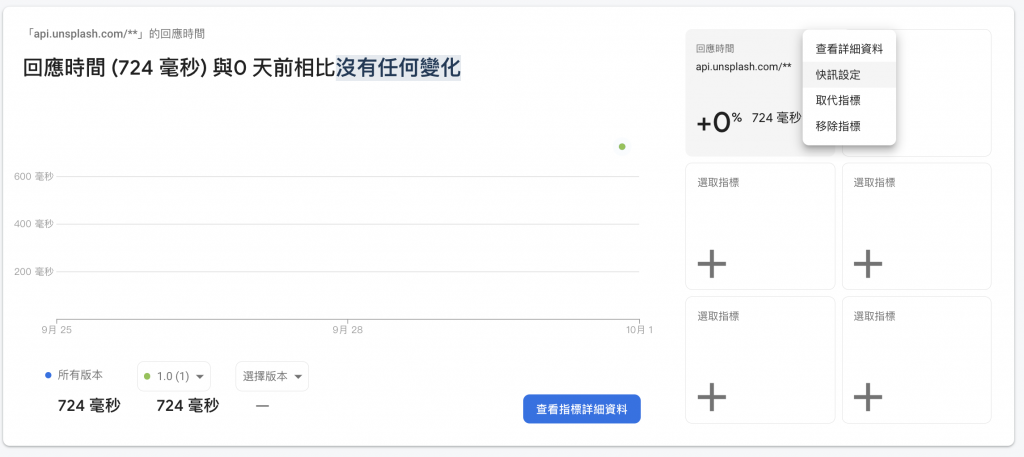 「api.unsplash.com/**」的回應時間
回應時間 (724 毫秒) 與0 天前相比沒有任何變化
600 毫秒
400 毫秒
200 毫秒
9月 25
9月 28
10月 1
所有版本
724 毫秒
1.0 (1)
724 毫秒
選擇版本
—
查看指標詳細資料
回應時間
api.unsplash.com/**
+0%
724 毫秒
查看詳細資料
快訊設定
取代指標
移除指標
選取指標
選取指標
選取指標
選取指標